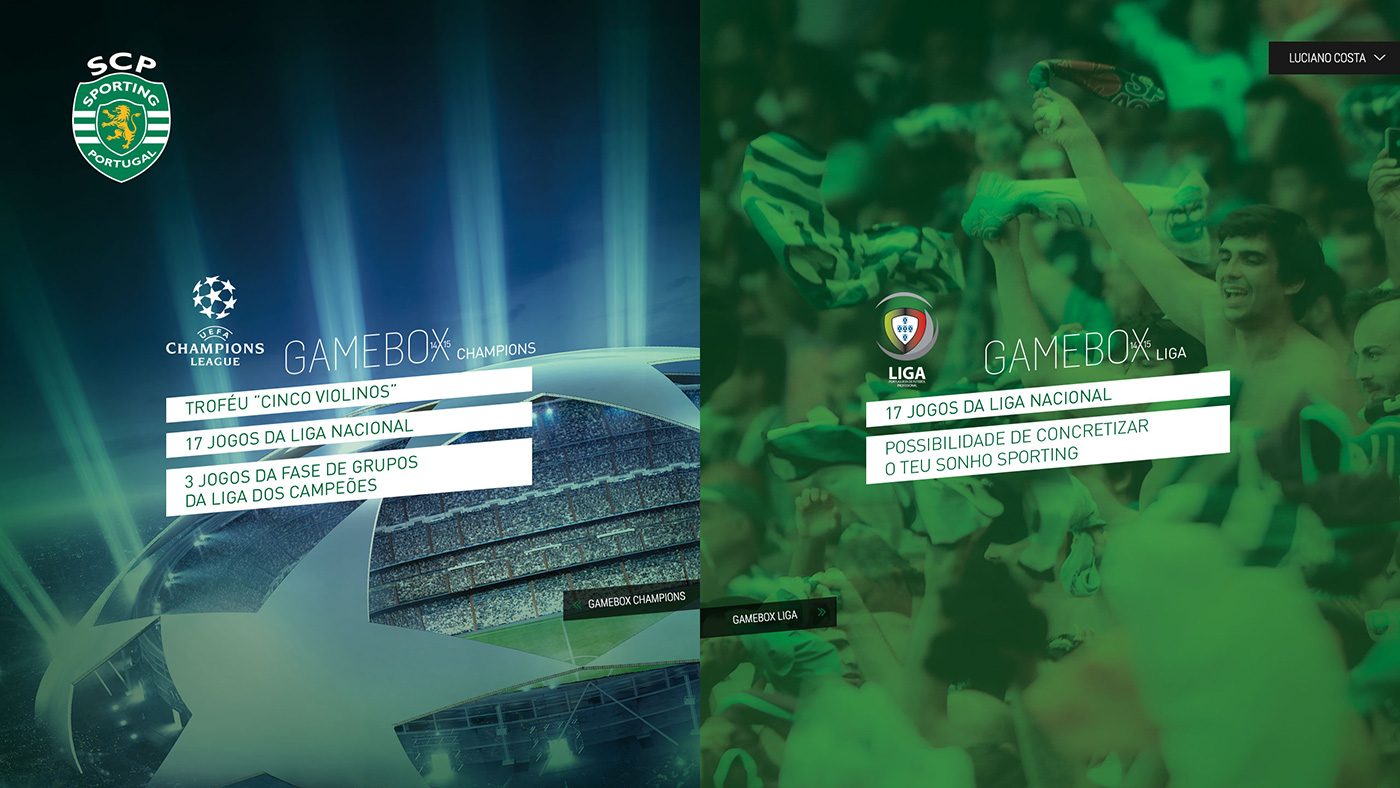 SCP
SPORTING
PORTUGAL
UEFA
CHAMPIONS
LEAGUE
GAMEBOX 14 15 CHAMPIONS
TROFÉU "CINCO VIOLINOS"
17 JOGOS DA LIGA NACIONAL
3 JOGOS DA FASE DE GRUPOS
DA LIGA DOS CAMPEÕES
« GAMEBOX CHAMPIONS
LUCIANO COSTA
LIGA
GAMEBOX 14 15 LIGA
17 JOGOS DA LIGA NACIONAL
POSSIBILIDADE DE CONCRETIZAR
O TEU SONHO SPORTING
GAMEBOX LIGA »